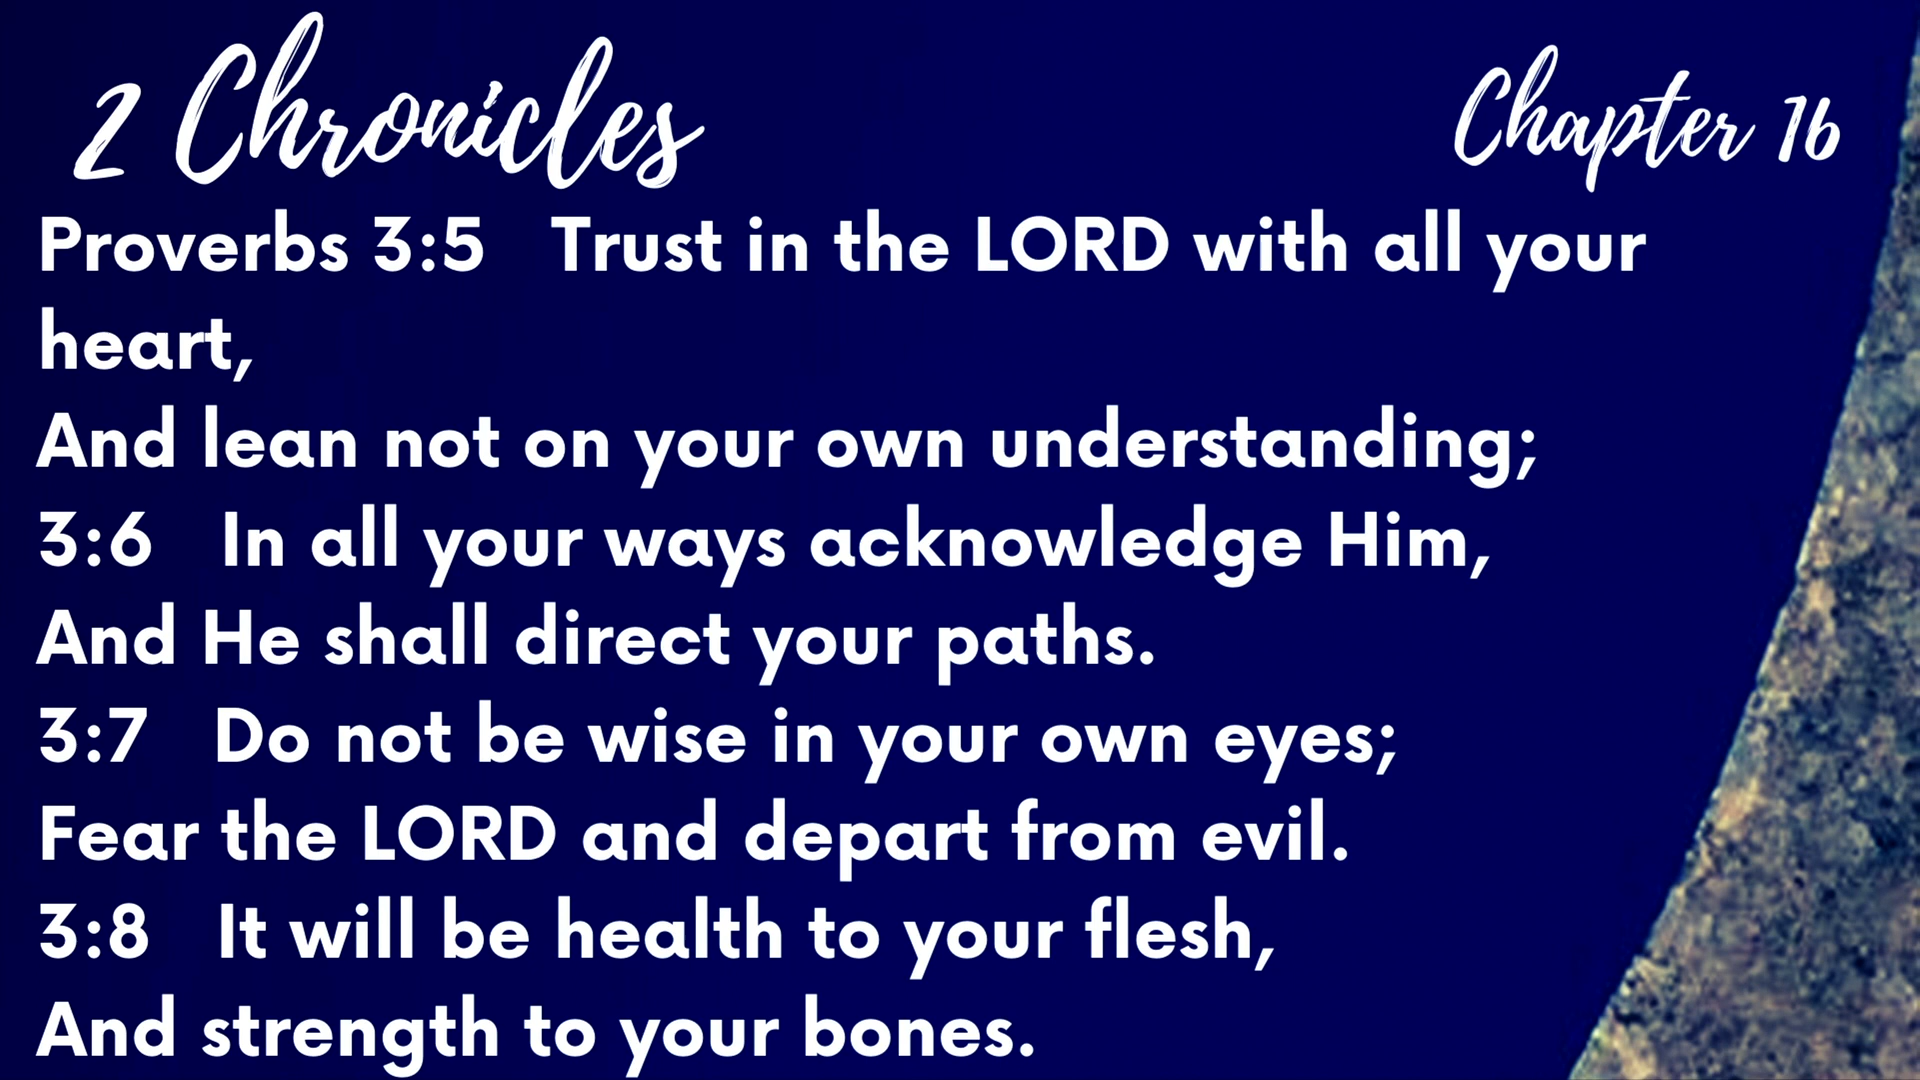 2 Chronicles
Chapter 16
Proverbs 3:5 Trust in the LORD with all your
heart,
And lean not on your own understanding;
3:6 In all your ways acknowledge Him,
And He shall direct your paths.
3:7 Do not be wise in your own eyes;
Fear the LORD and depart from evil.
3:8 It will be health to your flesh,
And strength to your bones.